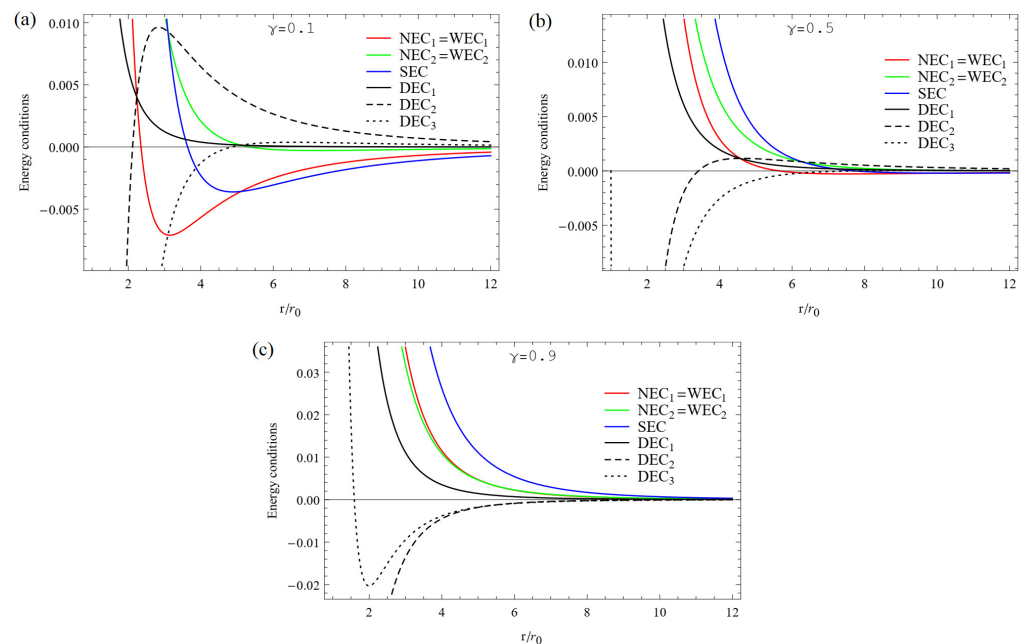 (a)
γ=0.1
0.010
0.005
0.000
−0.005
Energy conditions
NEC₁=WEC₁
NEC₂=WEC₂
SEC
DEC₁
DEC₂
DEC₃
2 4 6 8 10 12
r/r₀
(b)
γ=0.5
0.010
0.005
0.000
−0.005
Energy conditions
NEC₁=WEC₁
NEC₂=WEC₂
SEC
DEC₁
DEC₂
DEC₃
2 4 6 8 10 12
r/r₀
(c)
γ=0.9
0.03
0.02
0.01
0.00
−0.01
−0.02
Energy conditions
NEC₁=WEC₁
NEC₂=WEC₂
SEC
DEC₁
DEC₂
DEC₃
2 4 6 8 10 12
r/r₀